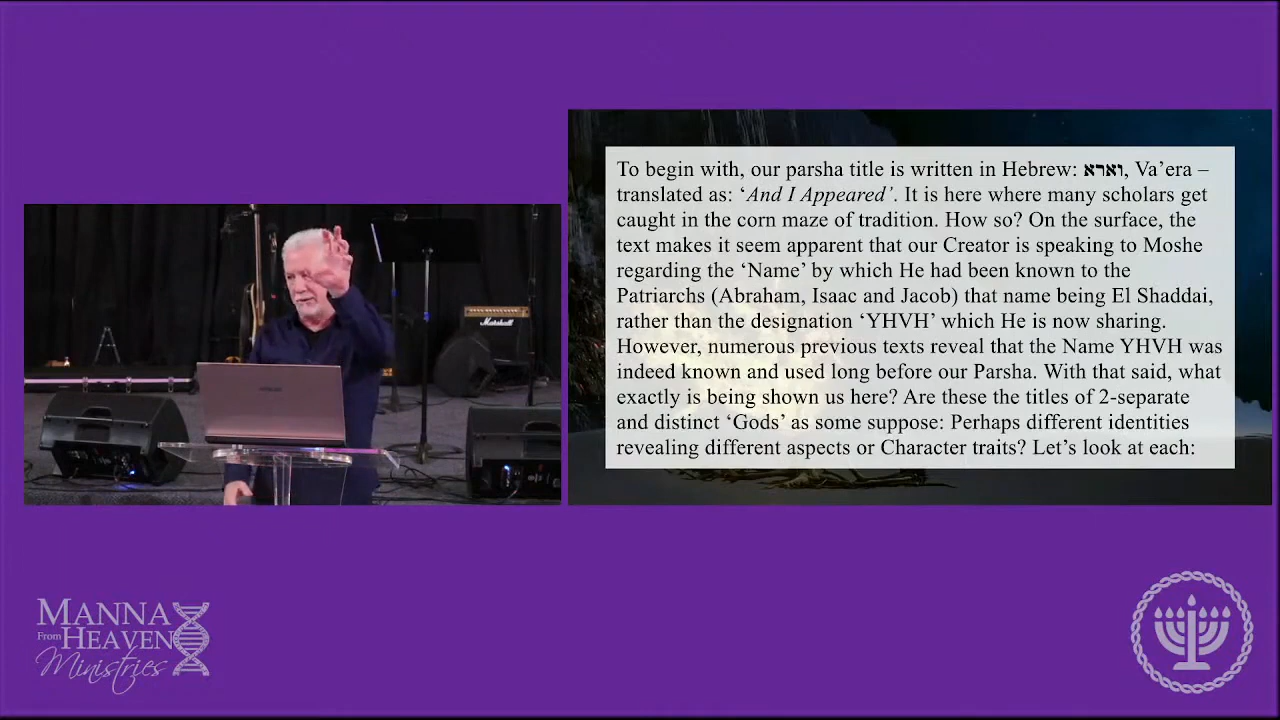 To begin with, our parsha title is written in Hebrew: וארא, Va’era –
translated as: ‘And I Appeared’. It is here where many scholars get
caught in the corn maze of tradition. How so? On the surface, the
text makes it seem apparent that our Creator is speaking to Moshe
regarding the ‘Name’ by which He had been known to the
Patriarchs (Abraham, Isaac and Jacob) that name being El Shaddai,
rather than the designation ‘YHVH’ which He is now sharing.
However, numerous previous texts reveal that the Name YHVH was
indeed known and used long before our Parsha. With that said, what
exactly is being shown us here? Are these the titles of 2-separate
and distinct ‘Gods’ as some suppose: Perhaps different identities
revealing different aspects or Character traits? Let’s look at each:
Marshall
MANNA
From HEAVEN
Ministries